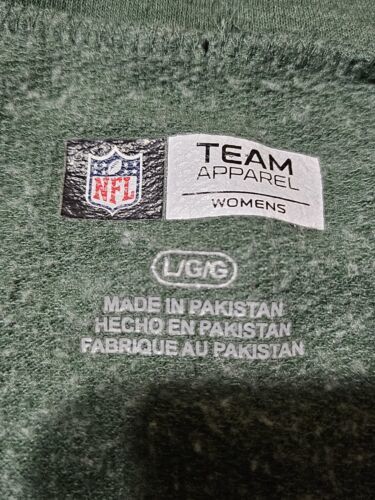 NFL
TEAM
APPAREL
WOMENS
L/G/G
MADE IN PAKISTAN
HECHO EN PAKISTAN
FABRIQUE AU PAKISTAN